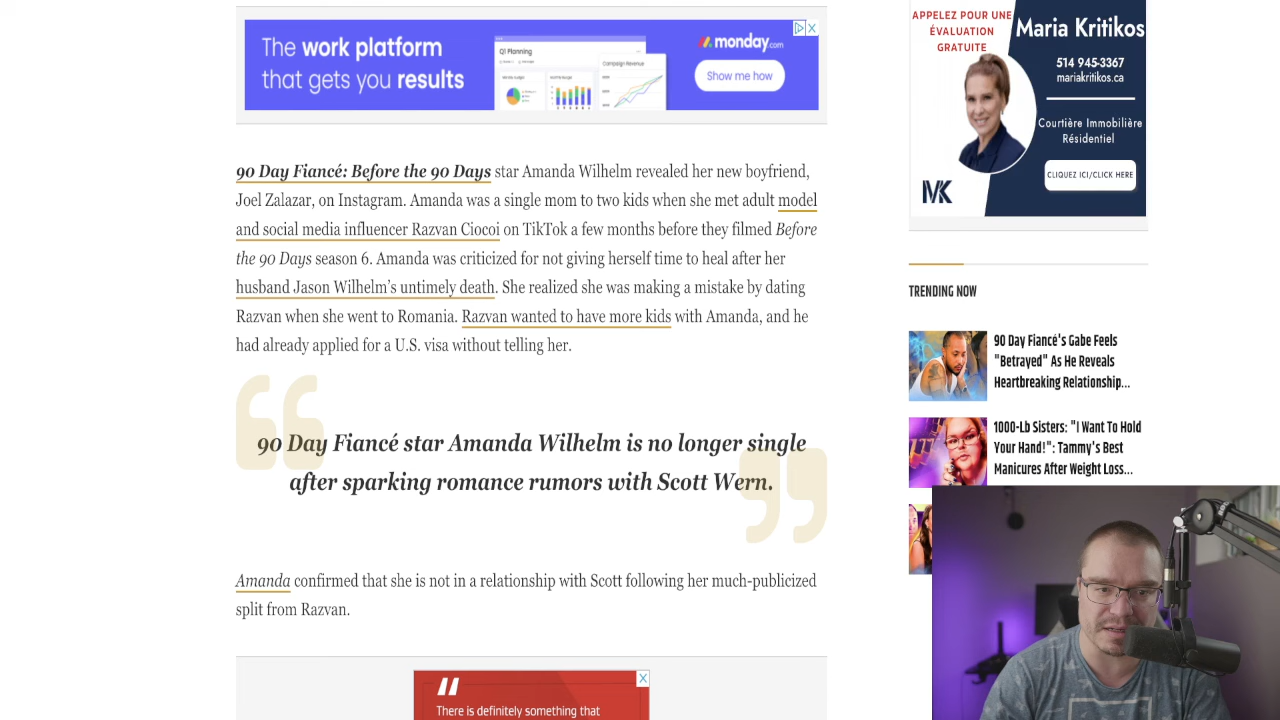 The work platform
that gets you results
Q1 Planning
Campaign Revenue
monday.com
Show me how
APPELEZ POUR UNE
ÉVALUATION
GRATUITE
Maria Kritikos
514 945-3367
mariakritikos.ca
Courtière Immobilière
Résidentiel
CLIQUEZ ICI/CLICK HERE
MK
90 Day Fiancé: Before the 90 Days star Amanda Wilhelm revealed her new boyfriend,
Joel Zalazar, on Instagram. Amanda was a single mom to two kids when she met adult model
and social media influencer Razvan Ciocoi on TikTok a few months before they filmed Before
the 90 Days season 6. Amanda was criticized for not giving herself time to heal after her
husband Jason Wilhelm’s untimely death. She realized she was making a mistake by dating
Razvan when she went to Romania. Razvan wanted to have more kids with Amanda, and he
had already applied for a U.S. visa without telling her.
90 Day Fiancé star Amanda Wilhelm is no longer single
after sparking romance rumors with Scott Wern.
Amanda confirmed that she is not in a relationship with Scott following her much-publicized
split from Razvan.
There is definitely something that
TRENDING NOW
90 Day Fiancé's Gabe Feels
"Betrayed" As He Reveals
Heartbreaking Relationship...
1000-Lb Sisters: "I Want To Hold
Your Hand!": Tammy's Best
Manicures After Weight Loss...